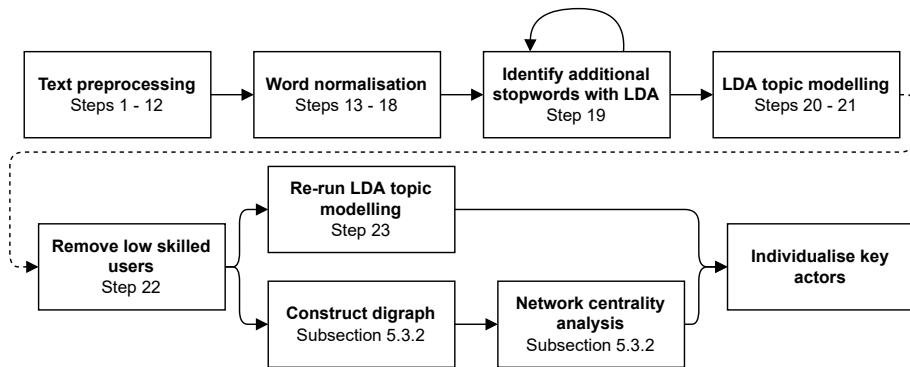 Text preprocessing
Steps 1 - 12
Word normalisation
Steps 13 - 18
Identify additional
stopwords with LDA
Step 19
LDA topic modelling
Steps 20 - 21
Remove low skilled
users
Step 22
Re-run LDA topic
modelling
Step 23
Construct digraph
Subsection 5.3.2
Network centrality
analysis
Subsection 5.3.2
Individualise key
actors